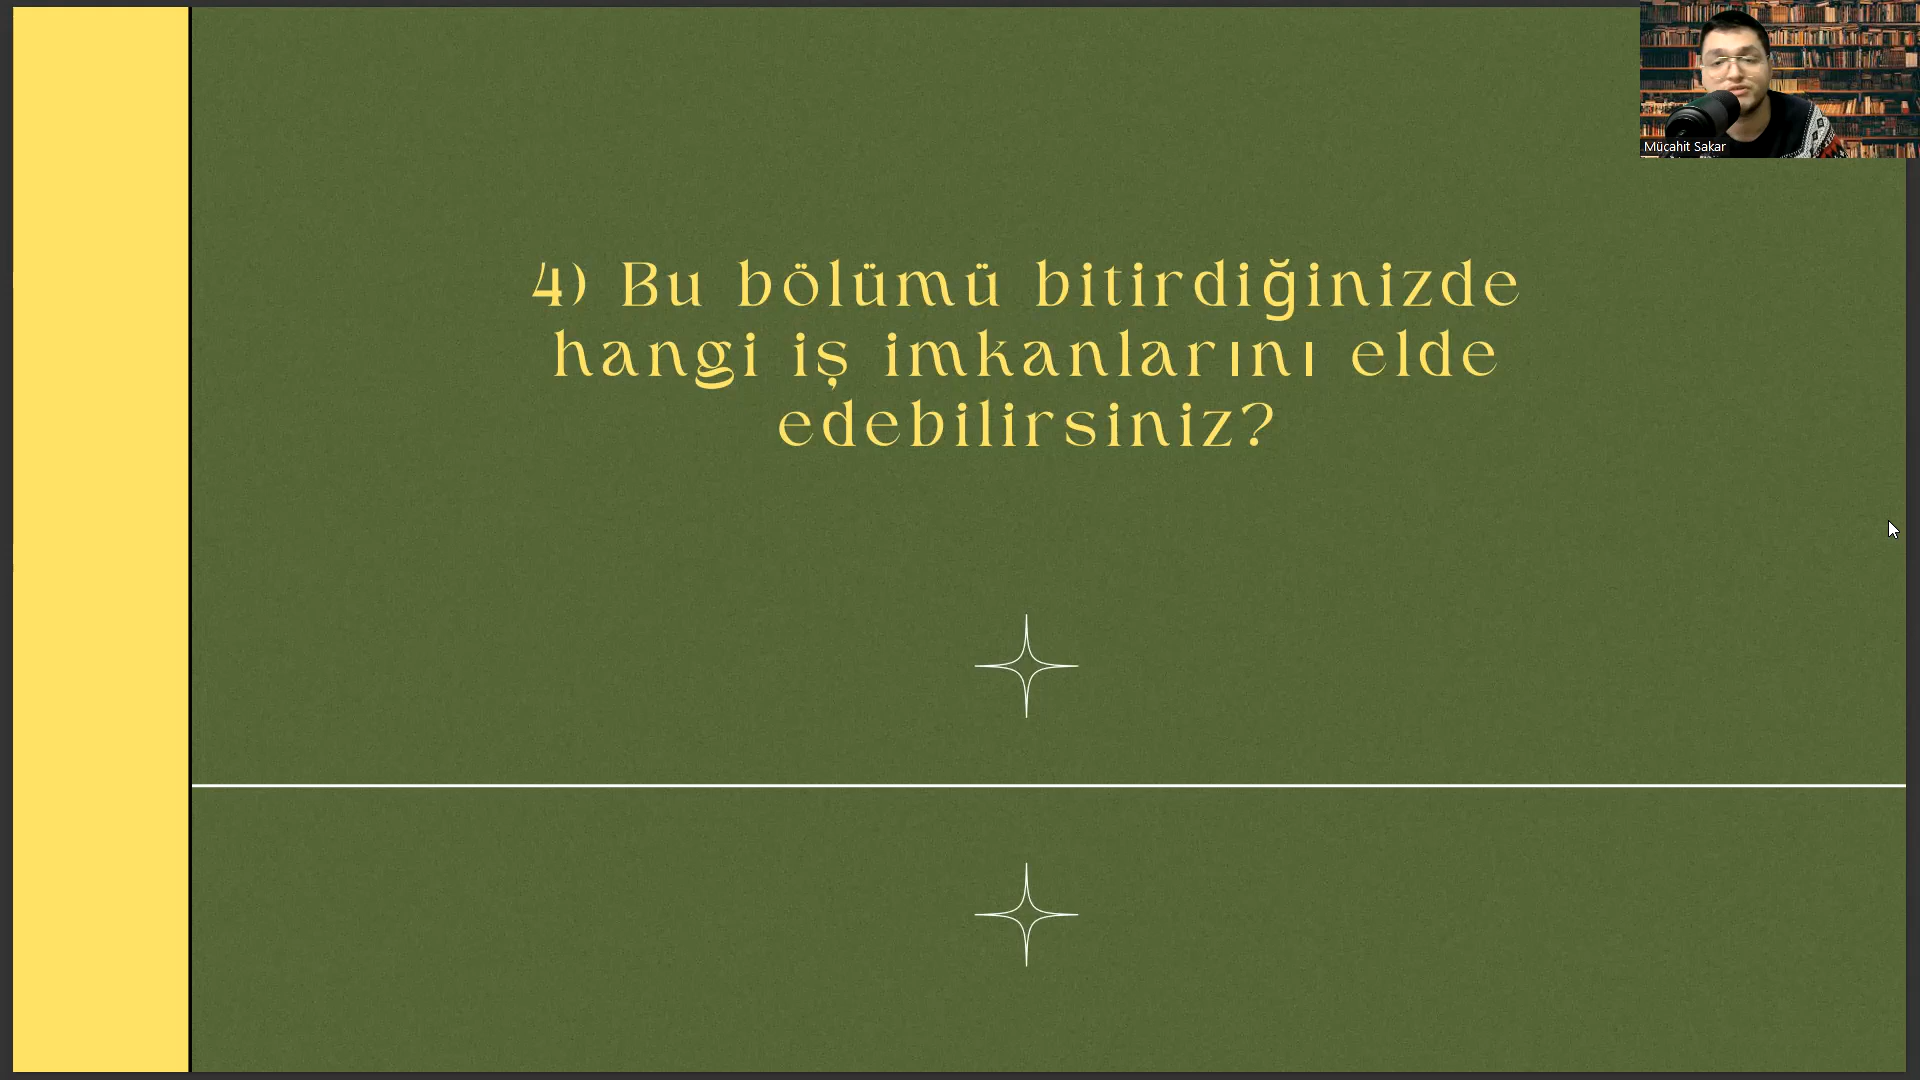 4) Bu bölümü bitirdiğinizde
hangi iş imkanlarını elde
edebilirsiniz?
Mücahit Sakar